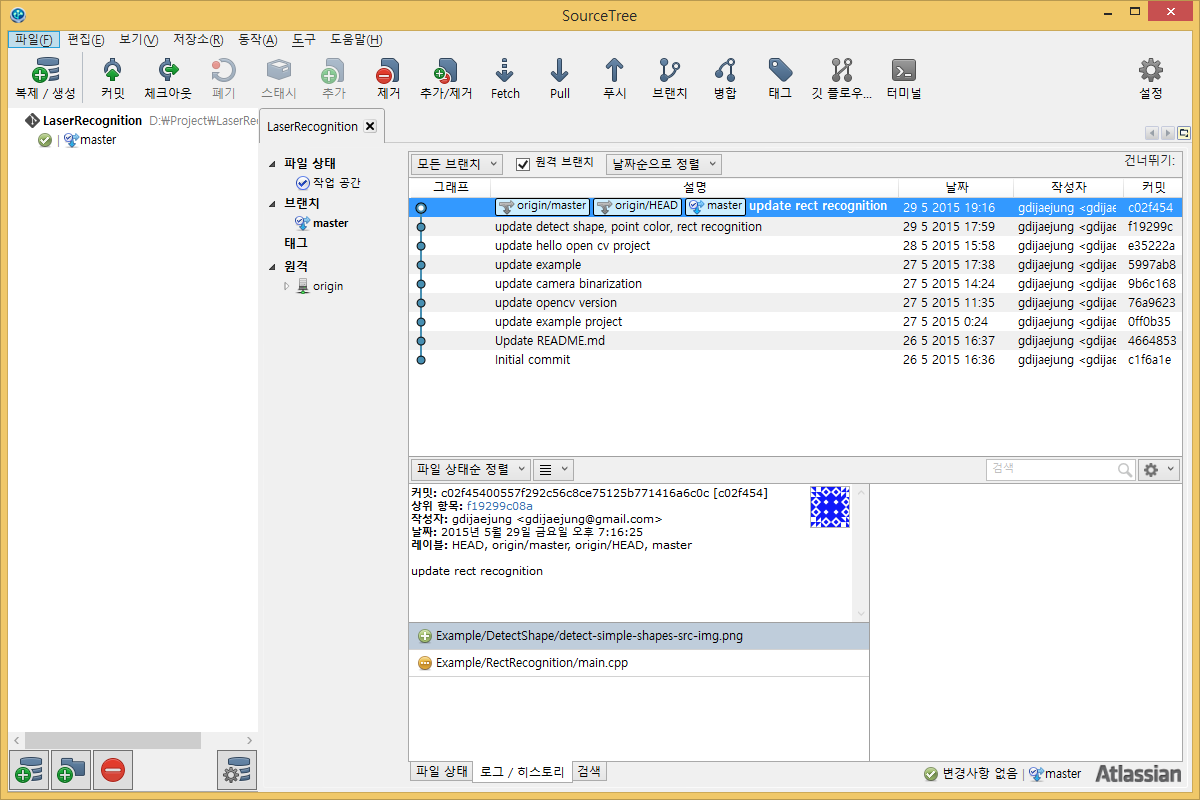 SourceTree
파일(F) 편집(E) 보기(V) 저장소(R) 동작(A) 도구 도움말(H)
복제 / 생성 커밋 체크아웃 폐기 스태시 추가 제거 추가/제거 Fetch Pull 푸시 브랜치 병합 태그 깃 플로우... 터미널 설정
LaserRecognition D:₩Project₩LaserRe
master
LaserRecognition
파일 상태
작업 공간
브랜치
master
태그
원격
origin
모든 브랜치 원격 브랜치 날짜순으로 정렬 건너뛰기:
그래프 설명 날짜 작성자 커밋
origin/master origin/HEAD master update rect recognition 29 5 2015 19:16 gdijaejung <gdijae c02f454
update detect shape, point color, rect recognition 29 5 2015 17:59 gdijaejung <gdijae f19299c
update hello open cv project 28 5 2015 15:58 gdijaejung <gdijae e35222a
update example 27 5 2015 17:38 gdijaejung <gdijae 5997ab8
update camera binarization 27 5 2015 14:24 gdijaejung <gdijae 9b6c168
update opencv version 27 5 2015 11:35 gdijaejung <gdijae 76a9623
update example project 27 5 2015 0:24 gdijaejung <gdijae 0ff0b35
Update README.md 26 5 2015 16:37 gdijaejung <gdijae 4664853
Initial commit 26 5 2015 16:36 gdijaejung <gdijae c1f6a1e
파일 상태순 정렬 검색
커밋: c02f45400557f292c56c8ce75125b771416a6c0c [c02f454]
상위 항목: f19299c08a
작성자: gdijaejung <gdijaejung@gmail.com>
날짜: 2015년 5월 29일 금요일 오후 7:16:25
레이블: HEAD, origin/master, origin/HEAD, master
update rect recognition
Example/DetectShape/detect-simple-shapes-src-img.png
Example/RectRecognition/main.cpp
파일 상태 로그 / 히스토리 검색
변경사항 없음 master Atlassian